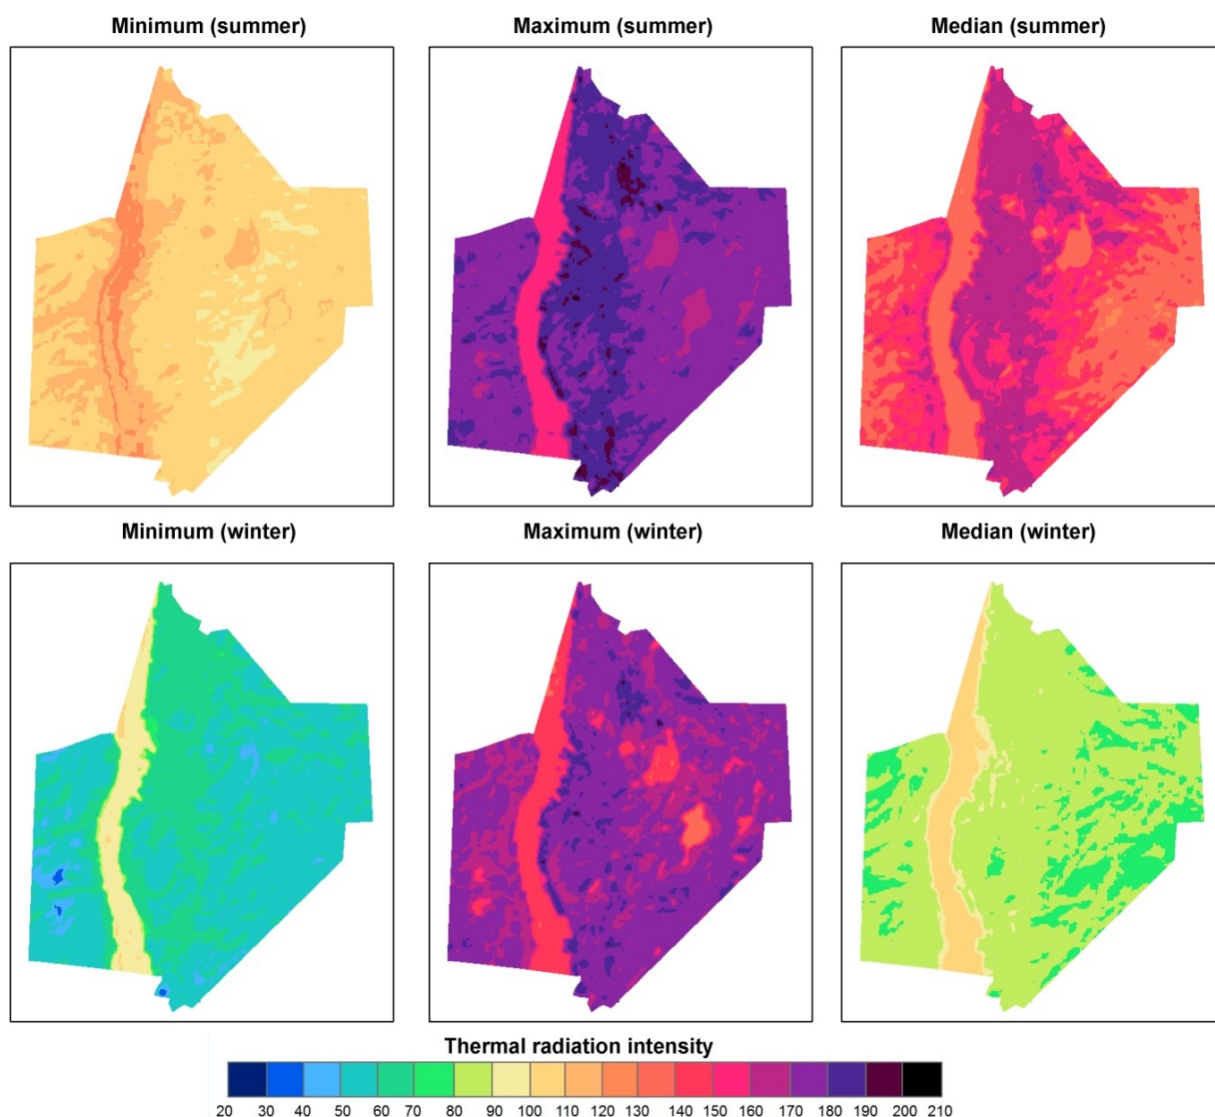 Minimum (summer) Maximum (summer) Median (summer)
Minimum (winter) Maximum (winter) Median (winter)
Thermal radiation intensity
20 30 40 50 60 70 80 90 100 110 120 130 140 150 160 170 180 190 200 210